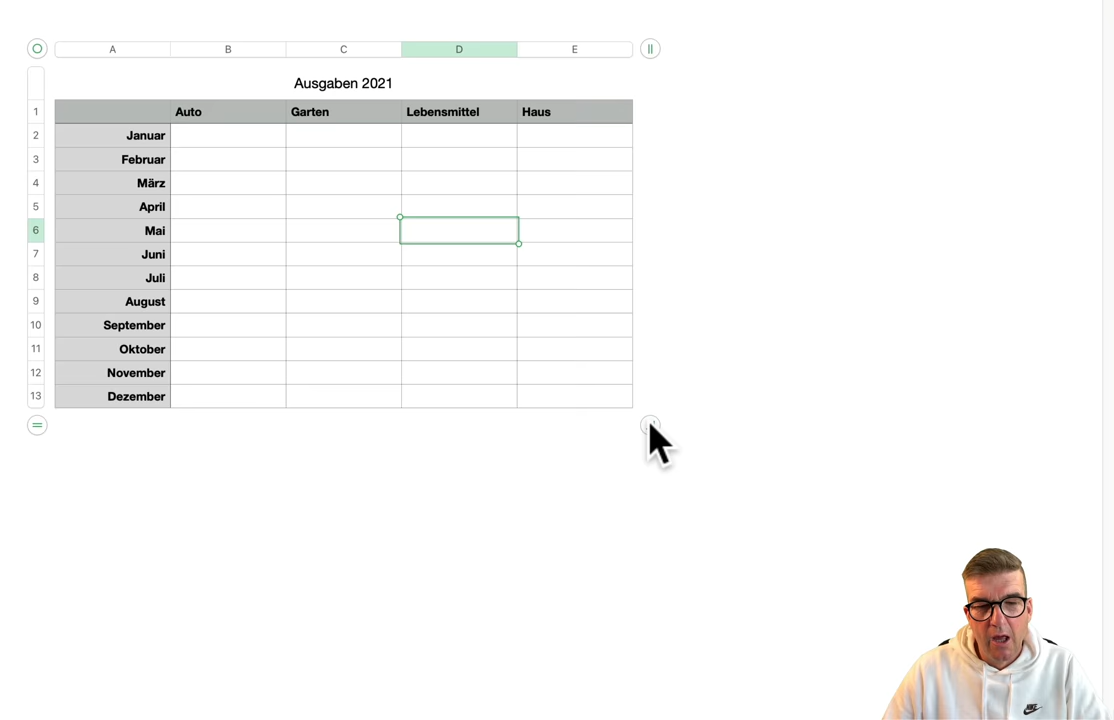 A B C D E
Ausgaben 2021
1 Auto Garten Lebensmittel Haus
2 Januar
3 Februar
4 März
5 April
6 Mai
7 Juni
8 Juli
9 August
10 September
11 Oktober
12 November
13 Dezember
NIKE